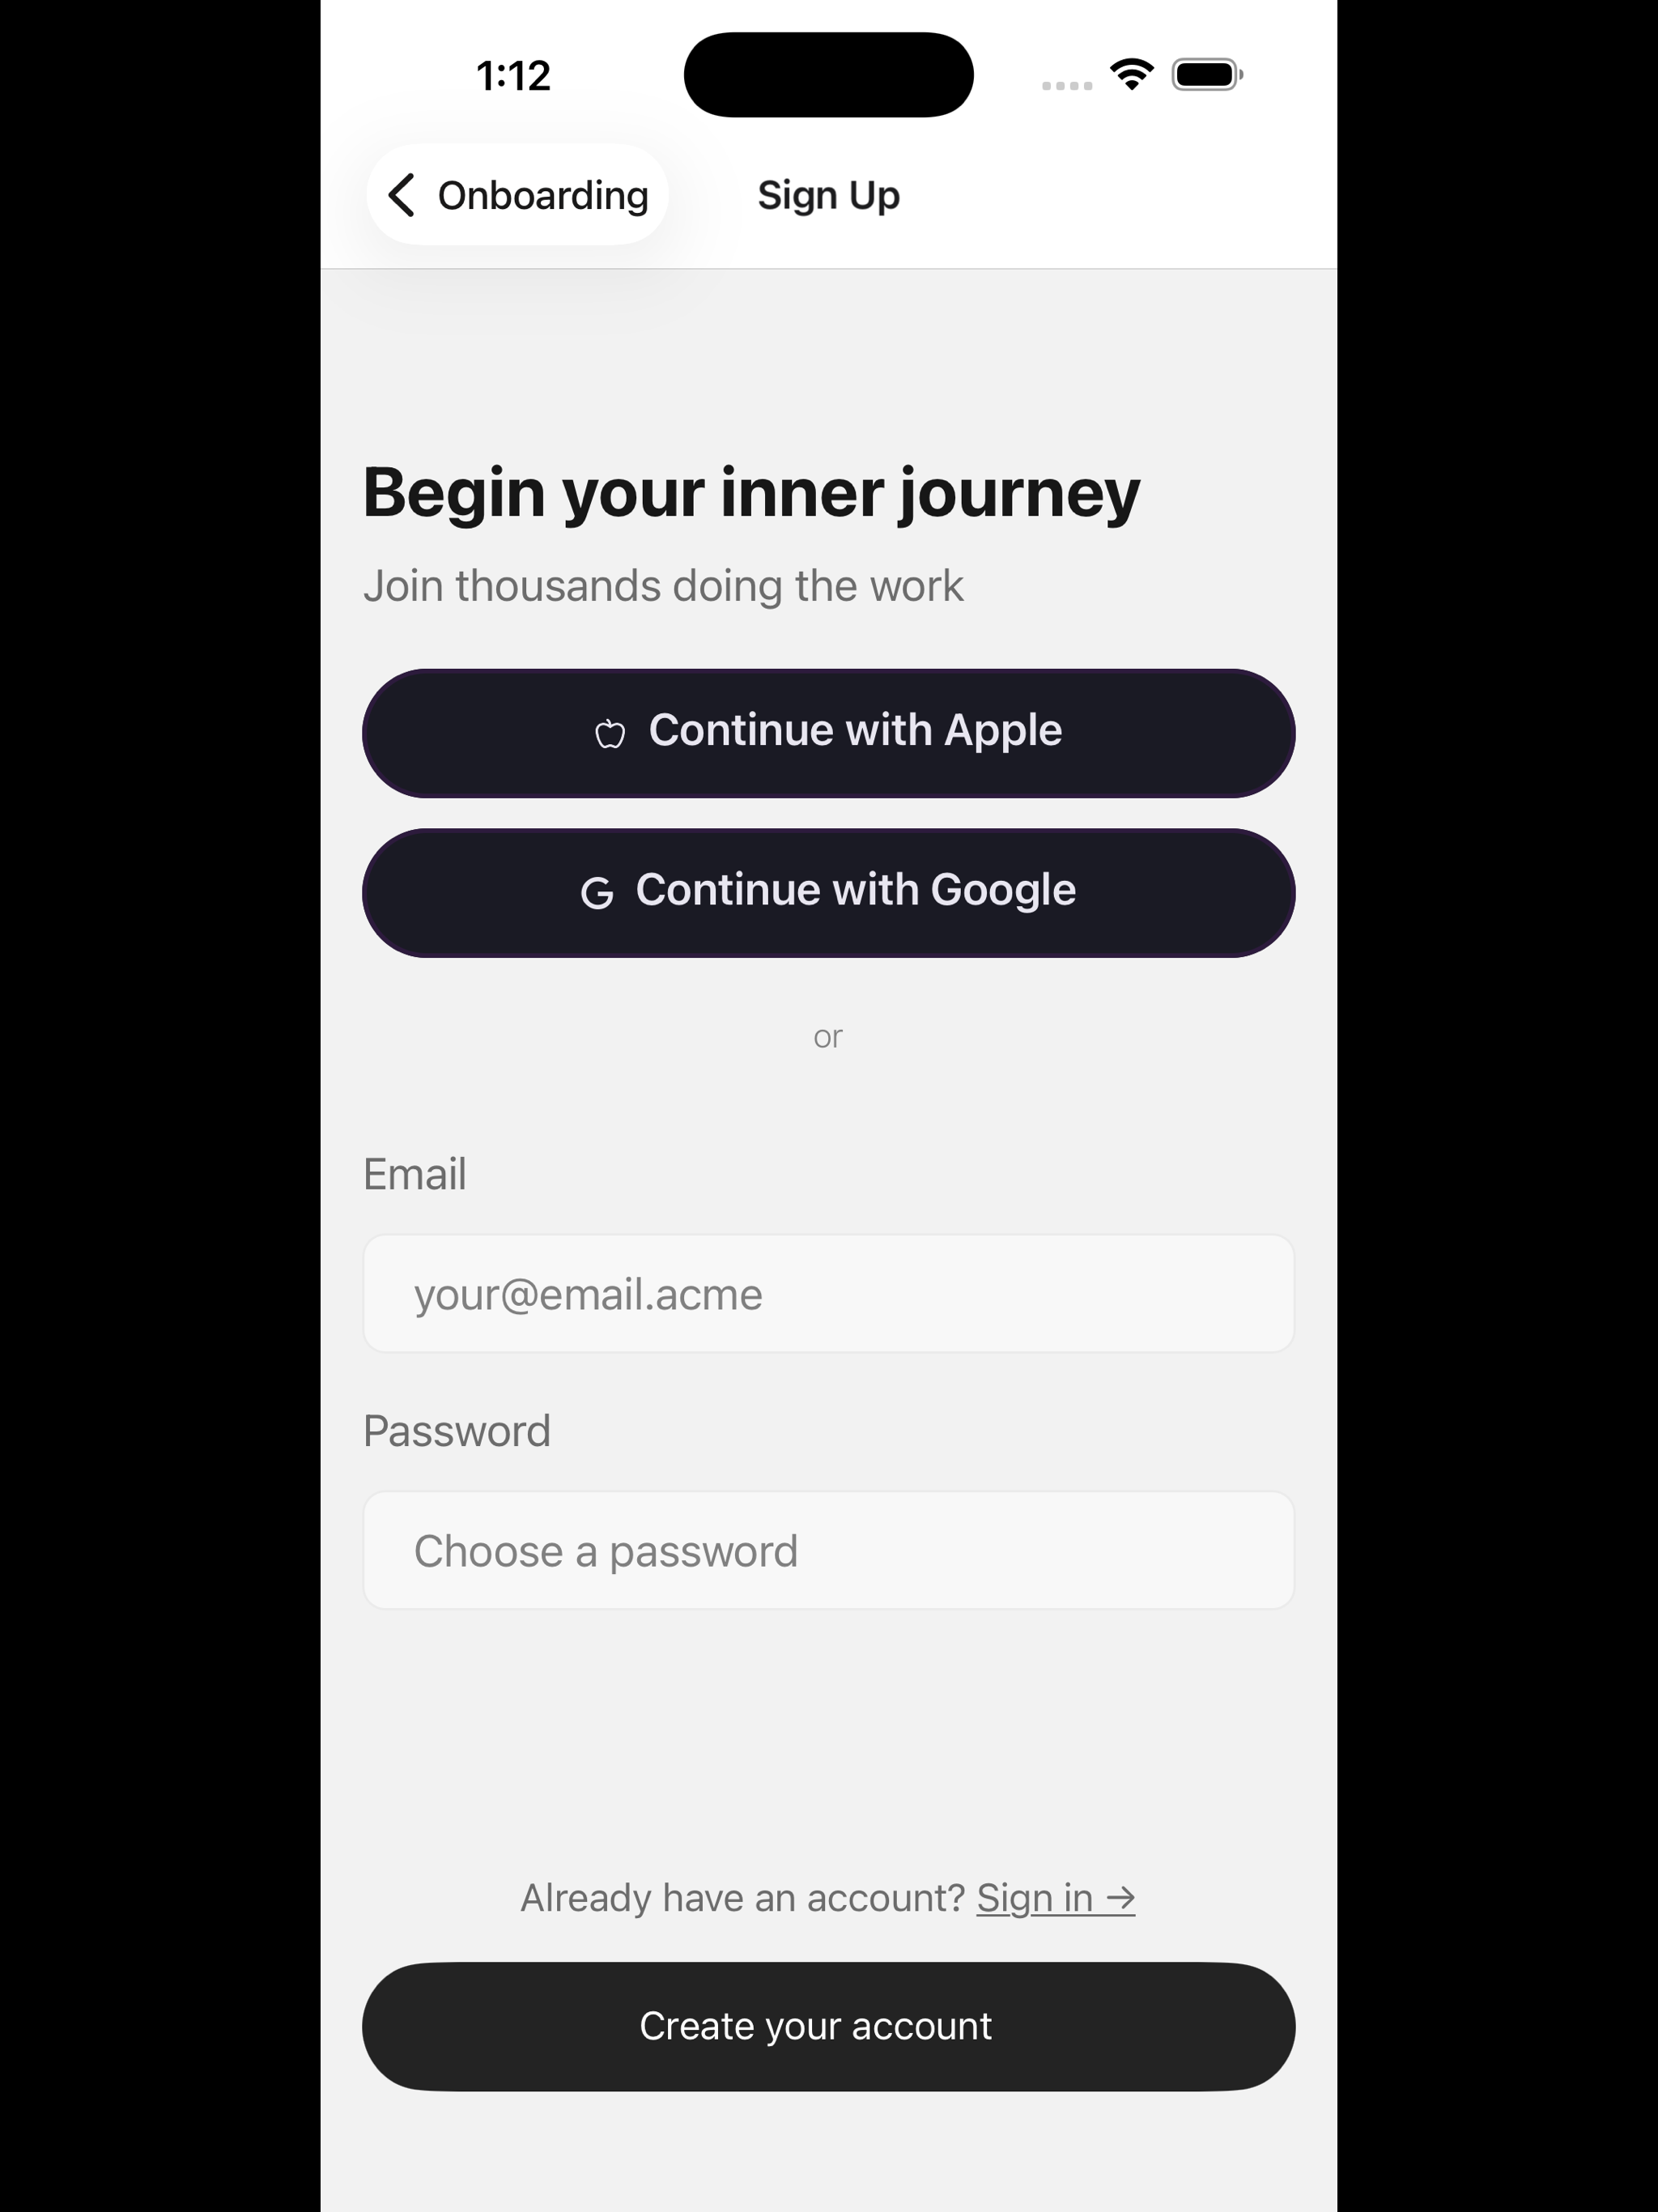 1:12
Onboarding
Sign Up
Begin your inner journey
Join thousands doing the work
Continue with Apple
Continue with Google
or
Email
your@email.acme
Password
Choose a password
Already have an account? Sign in →
Create your account